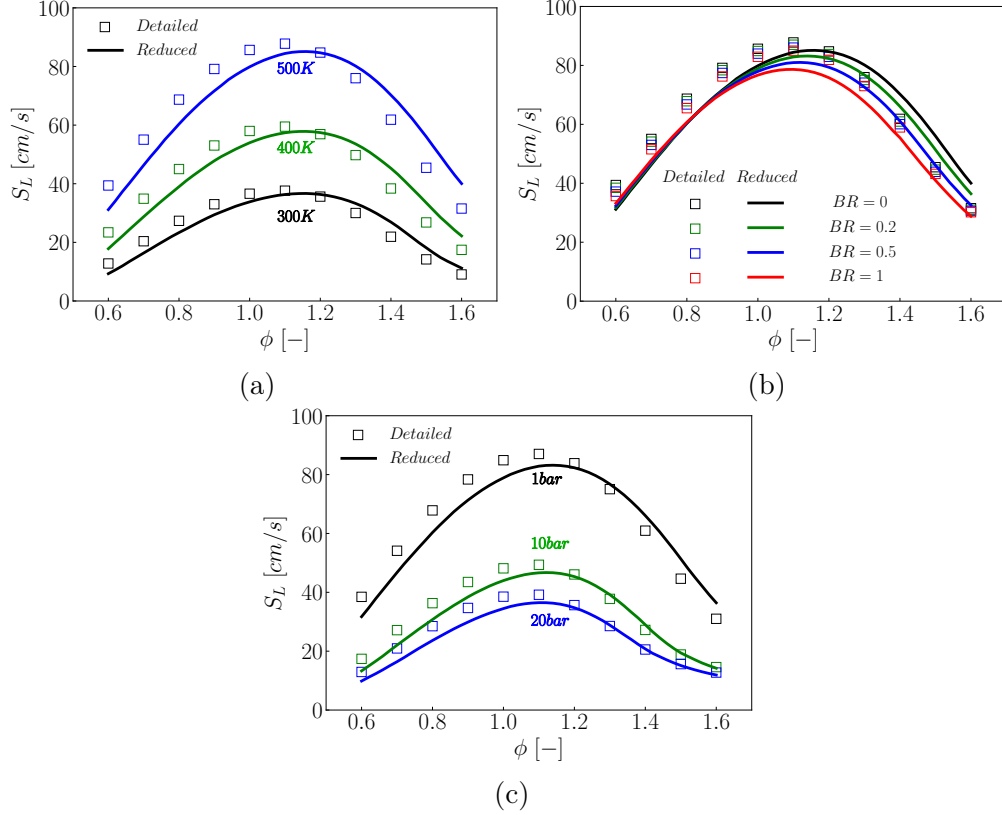 100
80
60
40
20
0
S_L [cm/s]
Detailed
Reduced
500K
400K
300K
0.6 0.8 1.0 1.2 1.4 1.6
ϕ [−]
(a)
100
80
60
40
20
0
S_L [cm/s]
Detailed Reduced
BR = 0
BR = 0.2
BR = 0.5
BR = 1
0.6 0.8 1.0 1.2 1.4 1.6
ϕ [−]
(b)
100
80
60
40
20
0
S_L [cm/s]
Detailed
Reduced
1bar
10bar
20bar
0.6 0.8 1.0 1.2 1.4 1.6
ϕ [−]
(c)